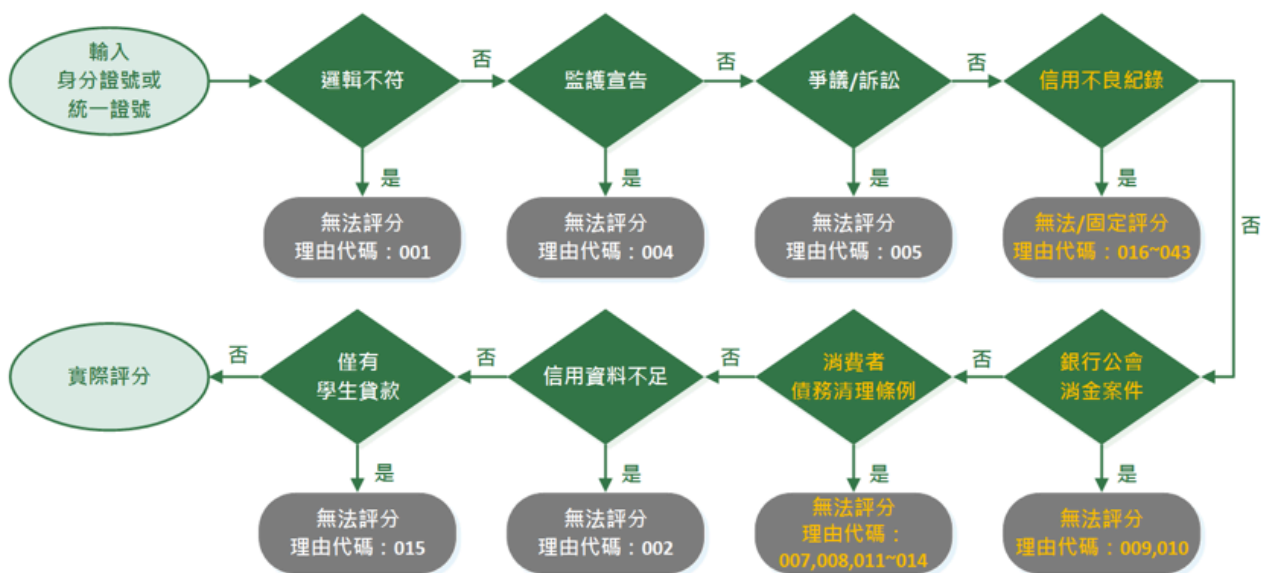 輸入
身分證號或
統一證號
邏輯不符
否
監護宣告
否
爭議/訴訟
否
信用不良紀錄
是
無法評分
理由代碼：001
是
無法評分
理由代碼：004
是
無法評分
理由代碼：005
是
無法/固定評分
理由代碼：016~043
否
銀行公會
消金案件
否
消費者
債務清理條例
否
信用資料不足
否
僅有
學生貸款
否
實際評分
是
無法評分
理由代碼：009,010
是
無法評分
理由代碼：
007,008,011~014
是
無法評分
理由代碼：002
是
無法評分
理由代碼：015